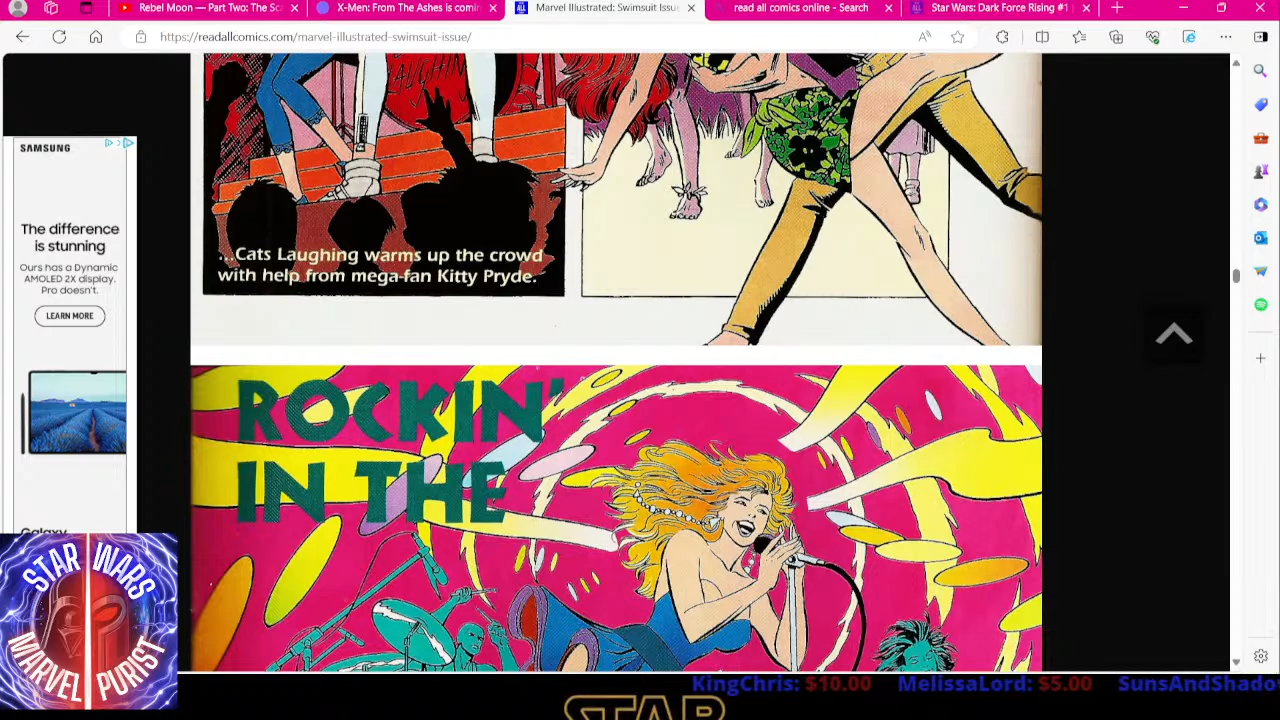 Rebel Moon — Part Two: The Sc
X-Men: From The Ashes is comin
Marvel Illustrated: Swimsuit Issu
read all comics online - Search
Star Wars: Dark Force Rising #1 |
https://readallcomics.com/marvel-illustrated-swimsuit-issue/
LAUGHIN
SAMSUNG
The difference
is stunning
Ours has a Dynamic
AMOLED 2X display.
Pro doesn't.
LEARN MORE
Galaxy
...Cats Laughing warms up the crowd
with help from mega-fan Kitty Pryde.
ROCKIN'
IN THE
STAR WARS
MARVEL PURIST
KingChris: $10.00 MelissaLord: $5.00 SunsAndShado
STAR